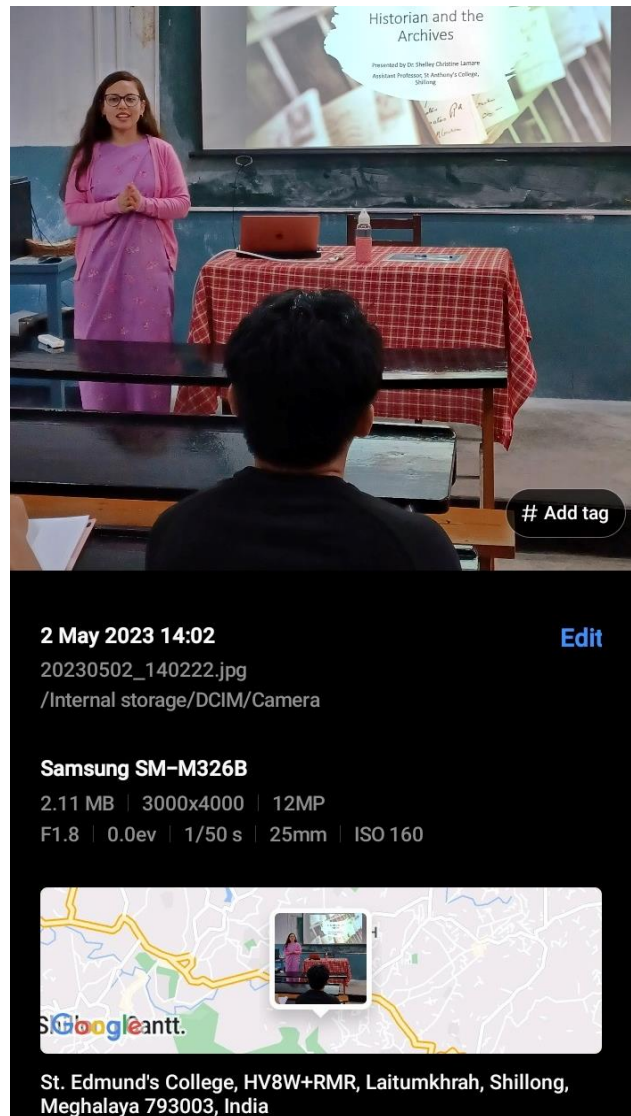 Historian and the
Archives
Presented by Dr. Shelley Christine Lamare
Assistant Professor, St Anthony's College,
Shillong
# Add tag
2 May 2023 14:02
Edit
20230502_140222.jpg
/Internal storage/DCIM/Camera
Samsung SM-M326B
2.11 MB | 3000x4000 | 12MP
F1.8 | 0.0ev | 1/50 s | 25mm | ISO 160
Google
antt.
St. Edmund's College, HV8W+RMR, Laitumkhrah, Shillong,
Meghalaya 793003, India